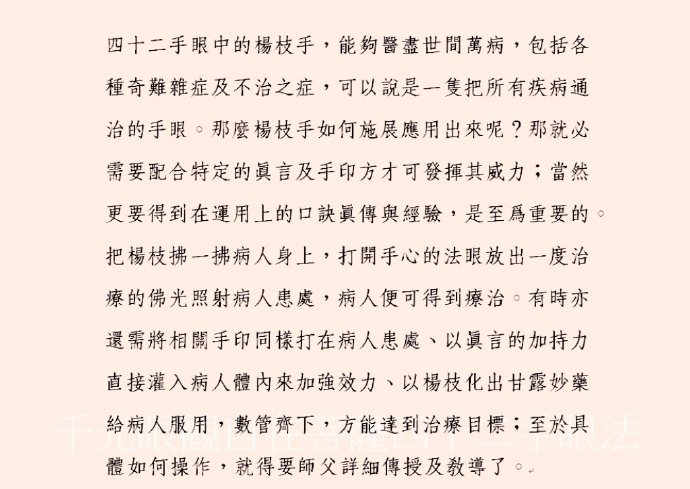 四十二手眼中的楊枝手，能夠醫盡世間萬病，包括各
種奇難雜症及不治之症，可以說是一隻把所有疾病通
治的手眼。那麼楊枝手如何施展應用出來呢？那就必
需要配合特定的眞言及手印方才可發揮其威力；當然
更要得到在運用上的口訣眞傳與經驗，是至爲重要的。
把楊枝拂一拂病人身上，打開手心的法眼放出一度治
療的佛光照射病人患處，病人便可得到療治。有時亦
還需將相關手印同樣打在病人患處、以眞言的加持力
直接灌入病人體內來加強效力、以楊枝化出甘露妙藥
給病人服用，數管齊下，方能達到治療目標；至於具
千光眼觀自在菩薩四十二手眼法
體如何操作，就得要師父詳細傳授及教導了。